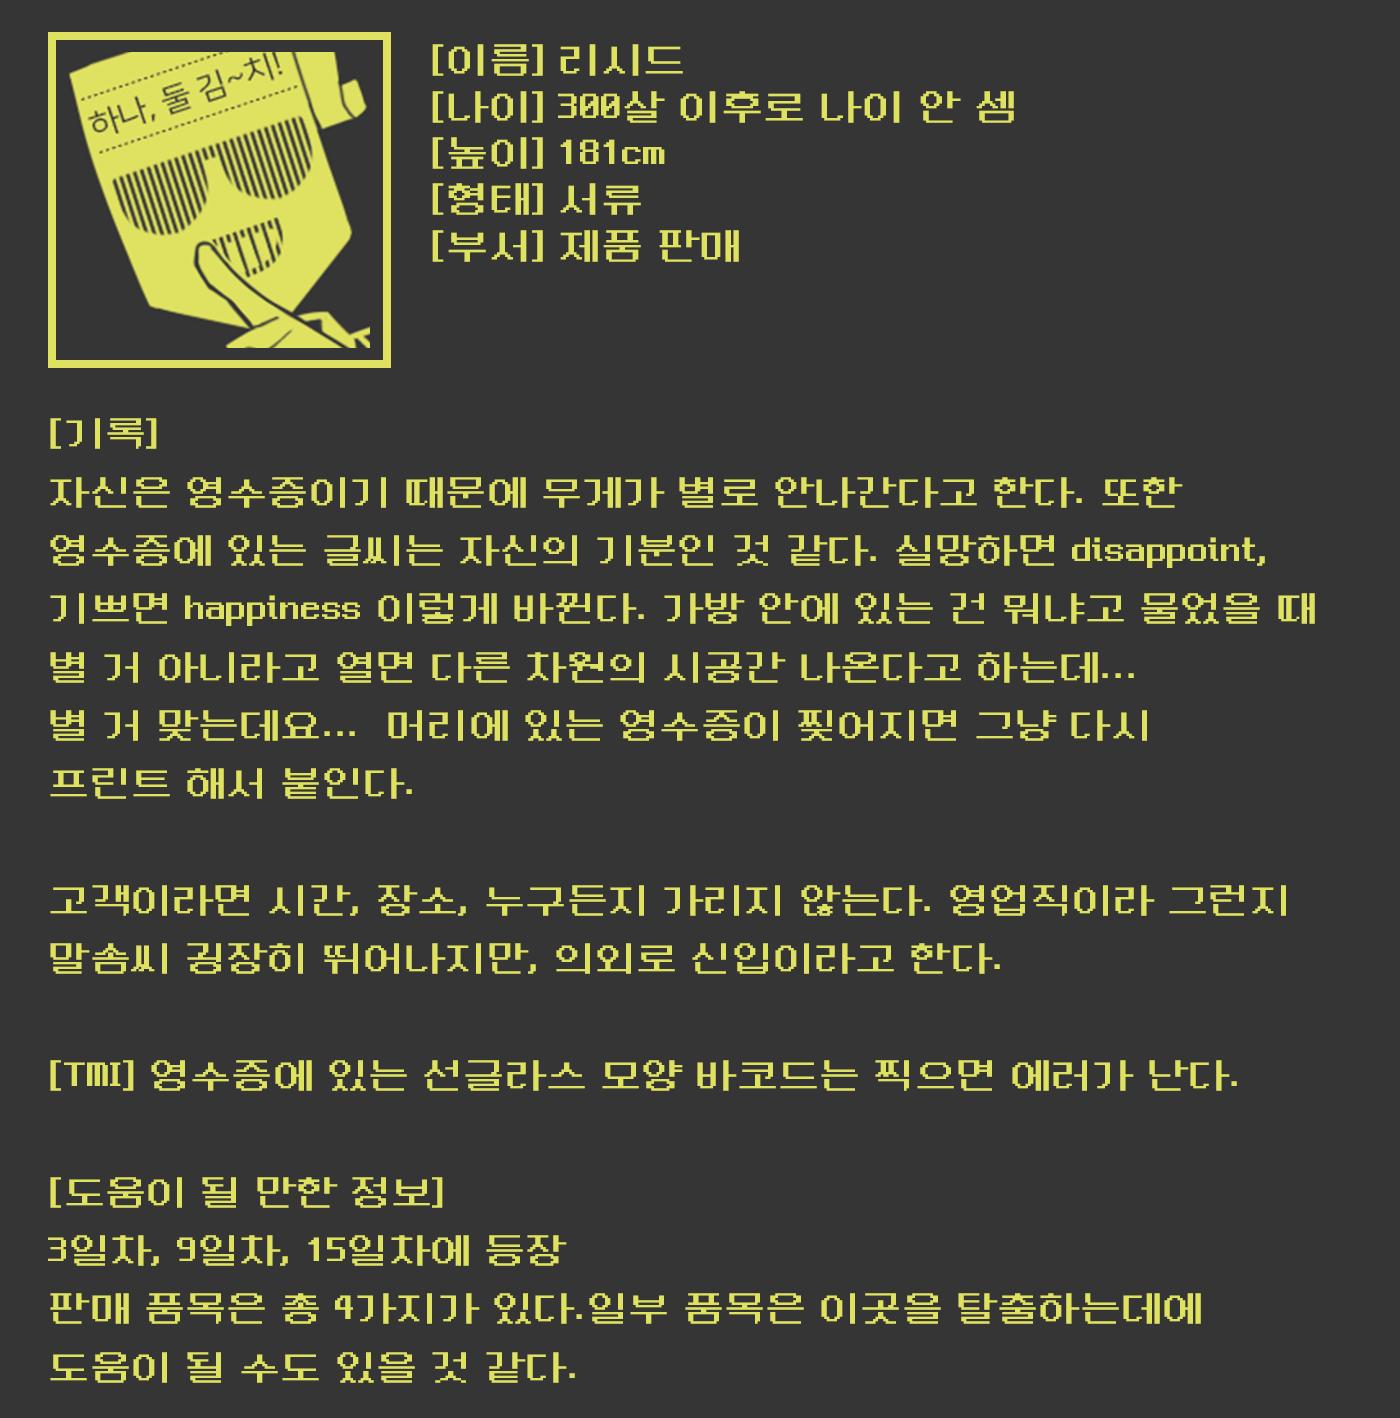 하나, 둘 김~치!
[이름] 리시드
[나이] 300살 이후로 나이 안 셈
[높이] 181cm
[형태] 서류
[부서] 제품 판매
[기록]
자신은 영수증이기 때문에 무게가 별로 안나간다고 한다. 또한
영수증에 있는 글씨는 자신의 기분인 것 같다. 실망하면 disappoint,
기쁘면 happiness 이렇게 바뀐다. 가방 안에 있는 건 뭐냐고 물었을 때
별 거 아니라고 열면 다른 차원의 시공간 나온다고 하는데...
별 거 맞는데요... 머리에 있는 영수증이 찢어지면 그냥 다시
프린트 해서 붙인다.
고객이라면 시간, 장소, 누구든지 가리지 않는다. 영업직이라 그런지
말솜씨 굉장히 뛰어나지만, 의외로 신입이라고 한다.
[TMI] 영수증에 있는 선글라스 모양 바코드는 찍으면 에러가 난다.
[도움이 될 만한 정보]
3일차, 9일차, 15일차에 등장
판매 품목은 총 4가지가 있다.일부 품목은 이곳을 탈출하는데에
도움이 될 수도 있을 것 같다.